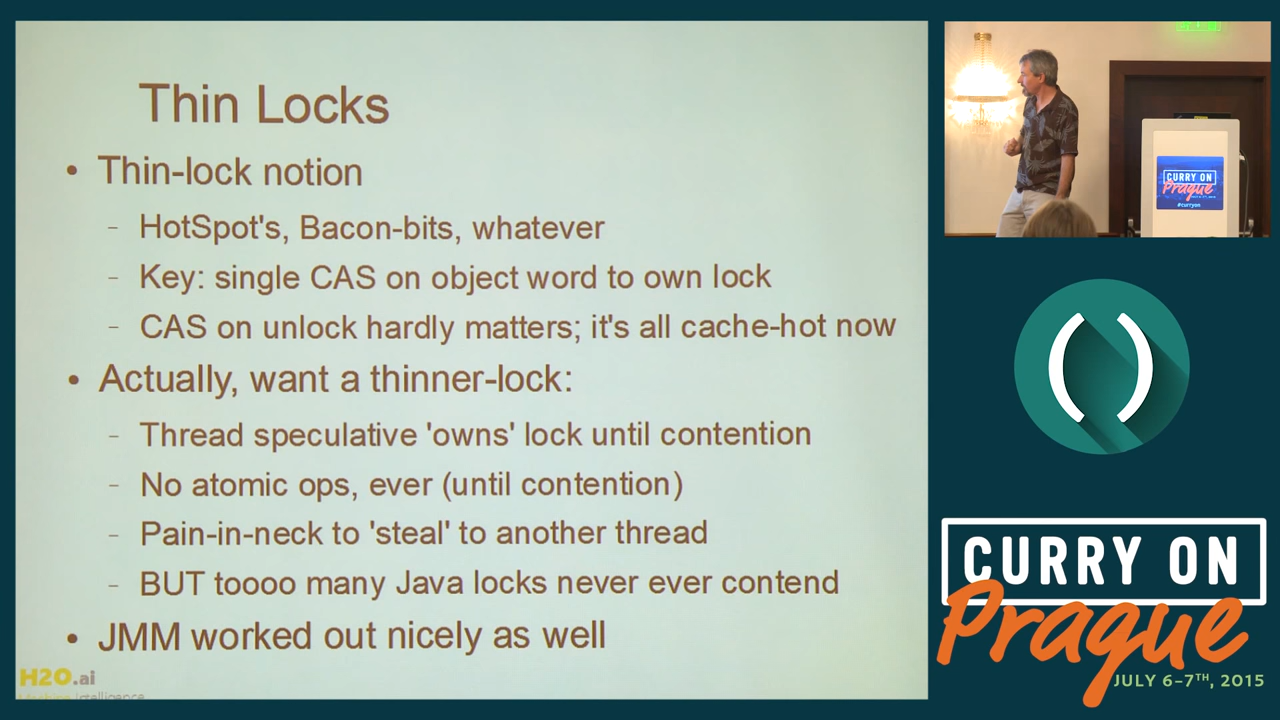 Thin Locks
• Thin-lock notion
– HotSpot's, Bacon-bits, whatever
– Key: single CAS on object word to own lock
– CAS on unlock hardly matters; it's all cache-hot now
• Actually, want a thinner-lock:
– Thread speculative 'owns' lock until contention
– No atomic ops, ever (until contention)
– Pain-in-neck to 'steal' to another thread
– BUT toooo many Java locks never ever contend
• JMM worked out nicely as well
H2O.ai
Machine Intelligence
CURRY ON
Prague
#curryon
()
CURRY ON
Prague
JULY 6-7TH, 2015